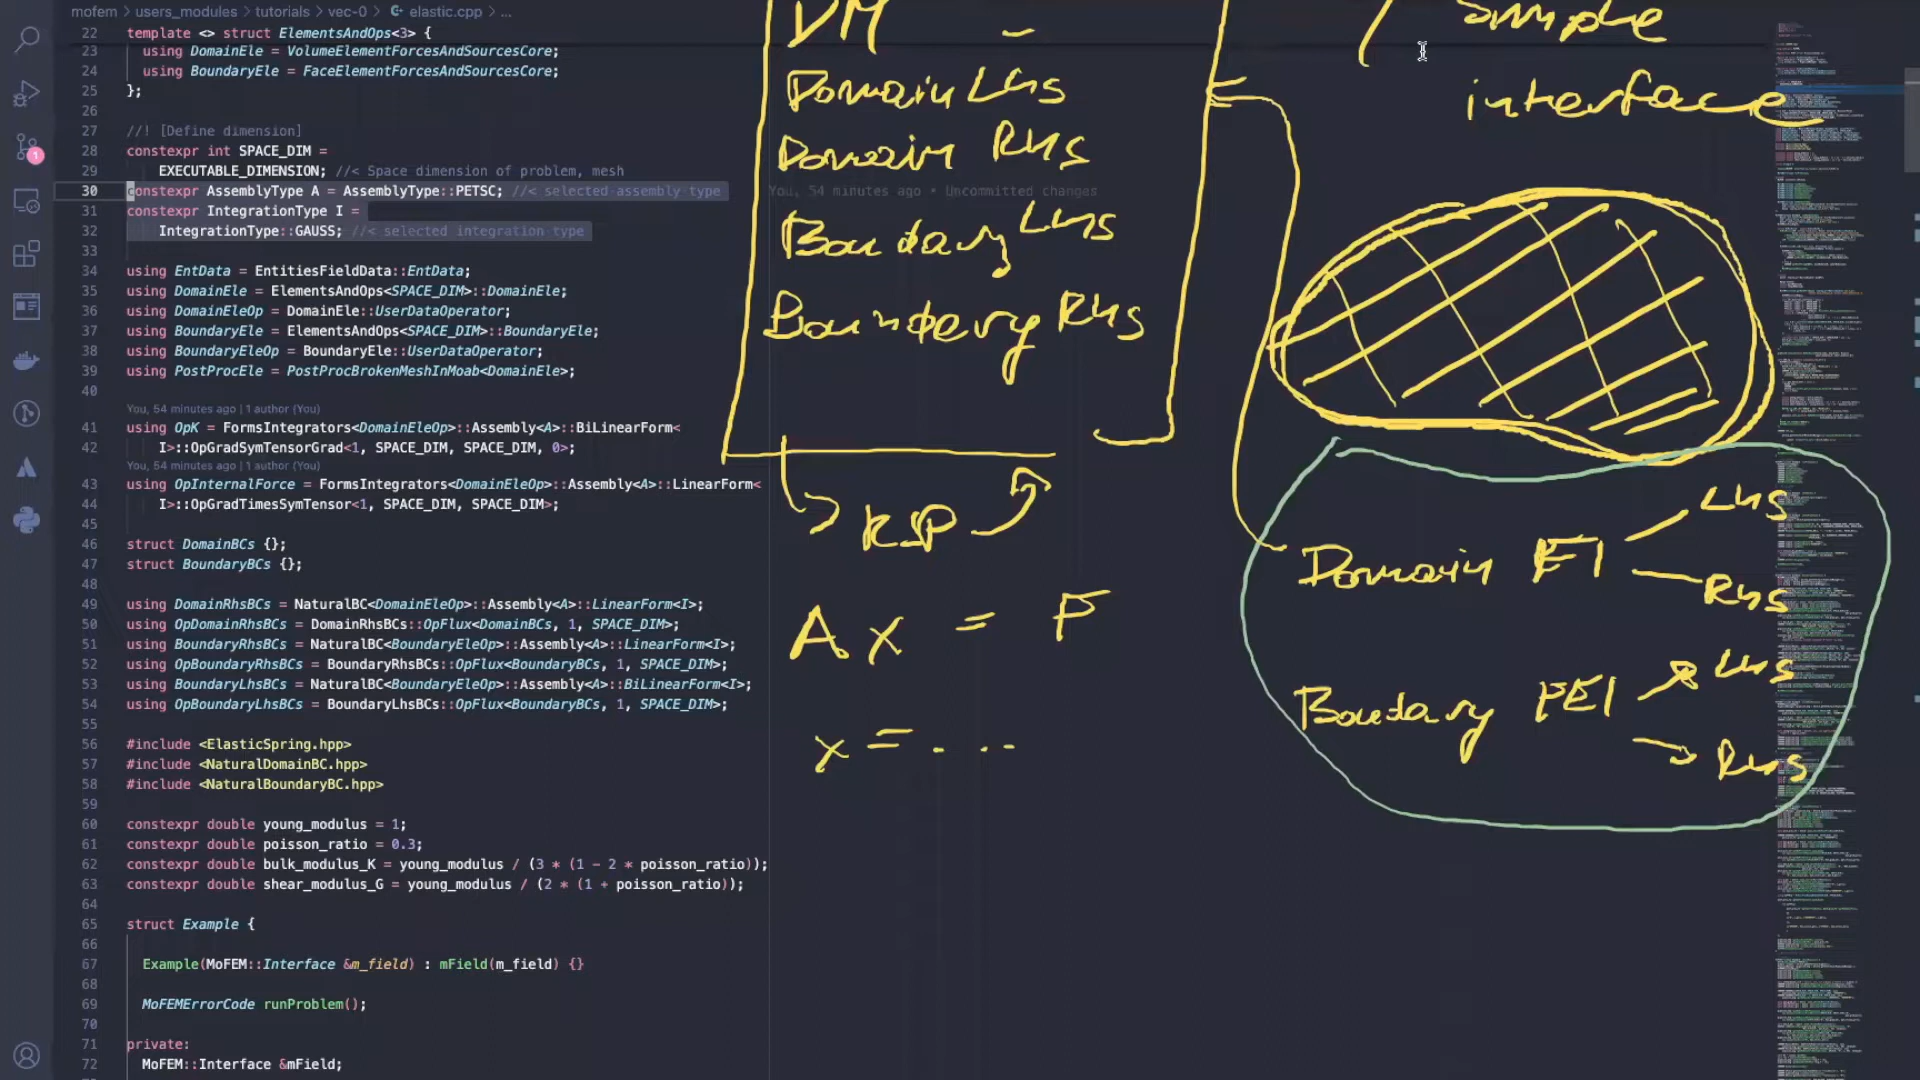 mofem > users_modules > tutorials > vec-0 > elastic.cpp > ...
22 template <> struct ElementsAndOps<3> {
23 using DomainEle = VolumeElementForcesAndSourcesCore;
24 using BoundaryEle = FaceElementForcesAndSourcesCore;
25 };
26
27 //! [Define dimension]
28 constexpr int SPACE_DIM =
29 EXECUTABLE_DIMENSION; //< Space dimension of problem, mesh
30 constexpr AssemblyType A = AssemblyType::PETSC; //< selected assembly type You, 54 minutes ago • Uncommitted changes
31 constexpr IntegrationType I =
32 IntegrationType::GAUSS; //< selected integration type
33
34 using EntData = EntitiesFieldData::EntData;
35 using DomainEle = ElementsAndOps<SPACE_DIM>::DomainEle;
36 using DomainEleOp = DomainEle::UserDataOperator;
37 using BoundaryEle = ElementsAndOps<SPACE_DIM>::BoundaryEle;
38 using BoundaryEleOp = BoundaryEle::UserDataOperator;
39 using PostProcEle = PostProcBrokenMeshInMoab<DomainEle>;
40
You, 54 minutes ago | 1 author (You)
41 using OpK = FormsIntegrators<DomainEleOp>::Assembly<A>::BiLinearForm<
42 I>::OpGradSymTensorGrad<1, SPACE_DIM, SPACE_DIM, 0>;
You, 54 minutes ago | 1 author (You)
43 using OpInternalForce = FormsIntegrators<DomainEleOp>::Assembly<A>::LinearForm<
44 I>::OpGradTimesSymTensor<1, SPACE_DIM, SPACE_DIM>;
45
46 struct DomainBCs {};
47 struct BoundaryBCs {};
48
49 using DomainRhsBCs = NaturalBC<DomainEleOp>::Assembly<A>::LinearForm<I>;
50 using OpDomainRhsBCs = DomainRhsBCs::OpFlux<DomainBCs, 1, SPACE_DIM>;
51 using BoundaryRhsBCs = NaturalBC<BoundaryEleOp>::Assembly<A>::LinearForm<I>;
52 using OpBoundaryRhsBCs = BoundaryRhsBCs::OpFlux<BoundaryBCs, 1, SPACE_DIM>;
53 using BoundaryLhsBCs = NaturalBC<BoundaryEleOp>::Assembly<A>::BiLinearForm<I>;
54 using OpBoundaryLhsBCs = BoundaryLhsBCs::OpFlux<BoundaryBCs, 1, SPACE_DIM>;
55
56 #include <ElasticSpring.hpp>
57 #include <NaturalDomainBC.hpp>
58 #include <NaturalBoundaryBC.hpp>
59
60 constexpr double young_modulus = 1;
61 constexpr double poisson_ratio = 0.3;
62 constexpr double bulk_modulus_K = young_modulus / (3 * (1 - 2 * poisson_ratio));
63 constexpr double shear_modulus_G = young_modulus / (2 * (1 + poisson_ratio));
64
65 struct Example {
66
67 Example(MoFEM::Interface &m_field) : mField(m_field) {}
68
69 MoFEMErrorCode runProblem();
70
71 private:
72 MoFEM::Interface &mField;
1
DM
Domain Lhs
Domain Rhs
Boundary Lhs
Boundary Rhs
KSP
A x = F
x = . . .
Simple
interface
Domain FE
Lhs
Rhs
Boundary FE
Lhs
Rhs